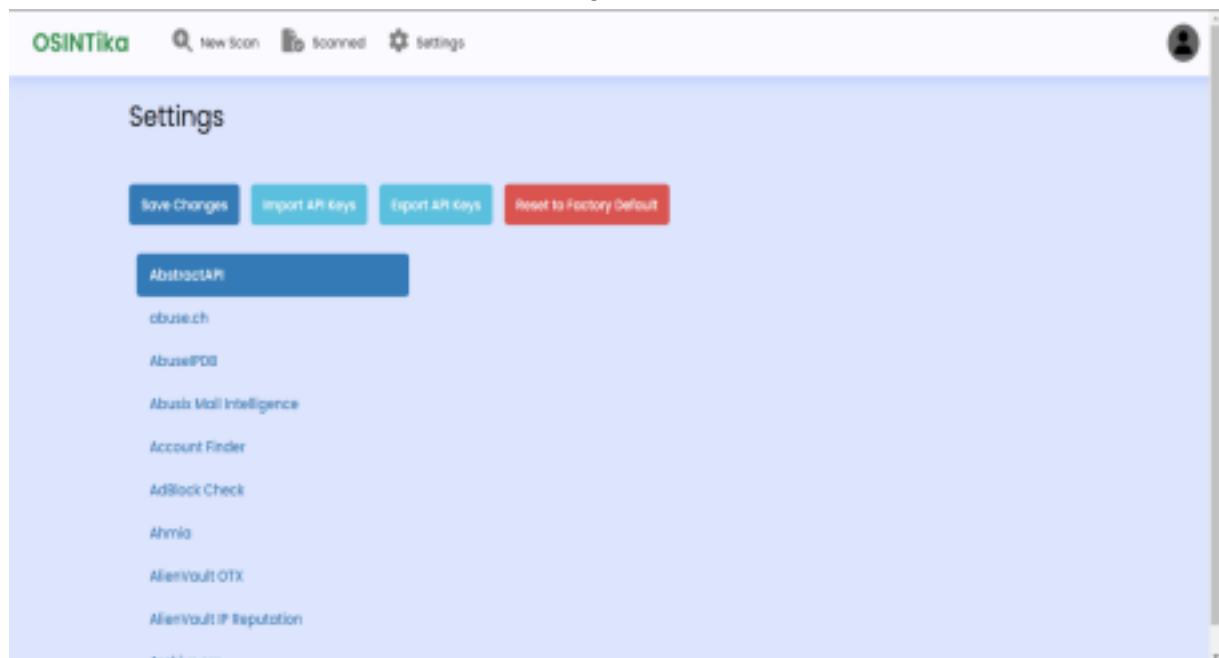 OSINTika New Scan Scanned Settings
Settings
Save Changes Import API Keys Export API Keys Reset to Factory Default
AbstractAPI
abuse.ch
AbuseIPDB
Abusix Mail Intelligence
Account Finder
AdBlock Check
Ahmia
AlienVault OTX
AlienVault IP Reputation